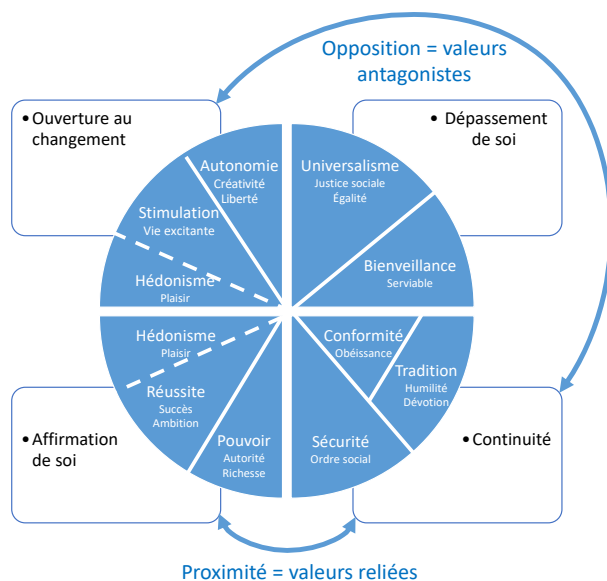 Opposition = valeurs
antagonistes
•Ouverture au
changement
• Dépassement
de soi
Autonomie
Créativité
Liberté
Universalisme
Justice sociale
Égalité
Stimulation
Vie excitante
Bienveillance
Serviable
Hédonisme
Plaisir
Hédonisme
Plaisir
Conformité
Obéissance
Tradition
Humilité
Dévotion
Réussite
Succès
Ambition
•Affirmation
de soi
Pouvoir
Autorité
Richesse
Sécurité
Ordre social
•Continuité
Proximité = valeurs reliées